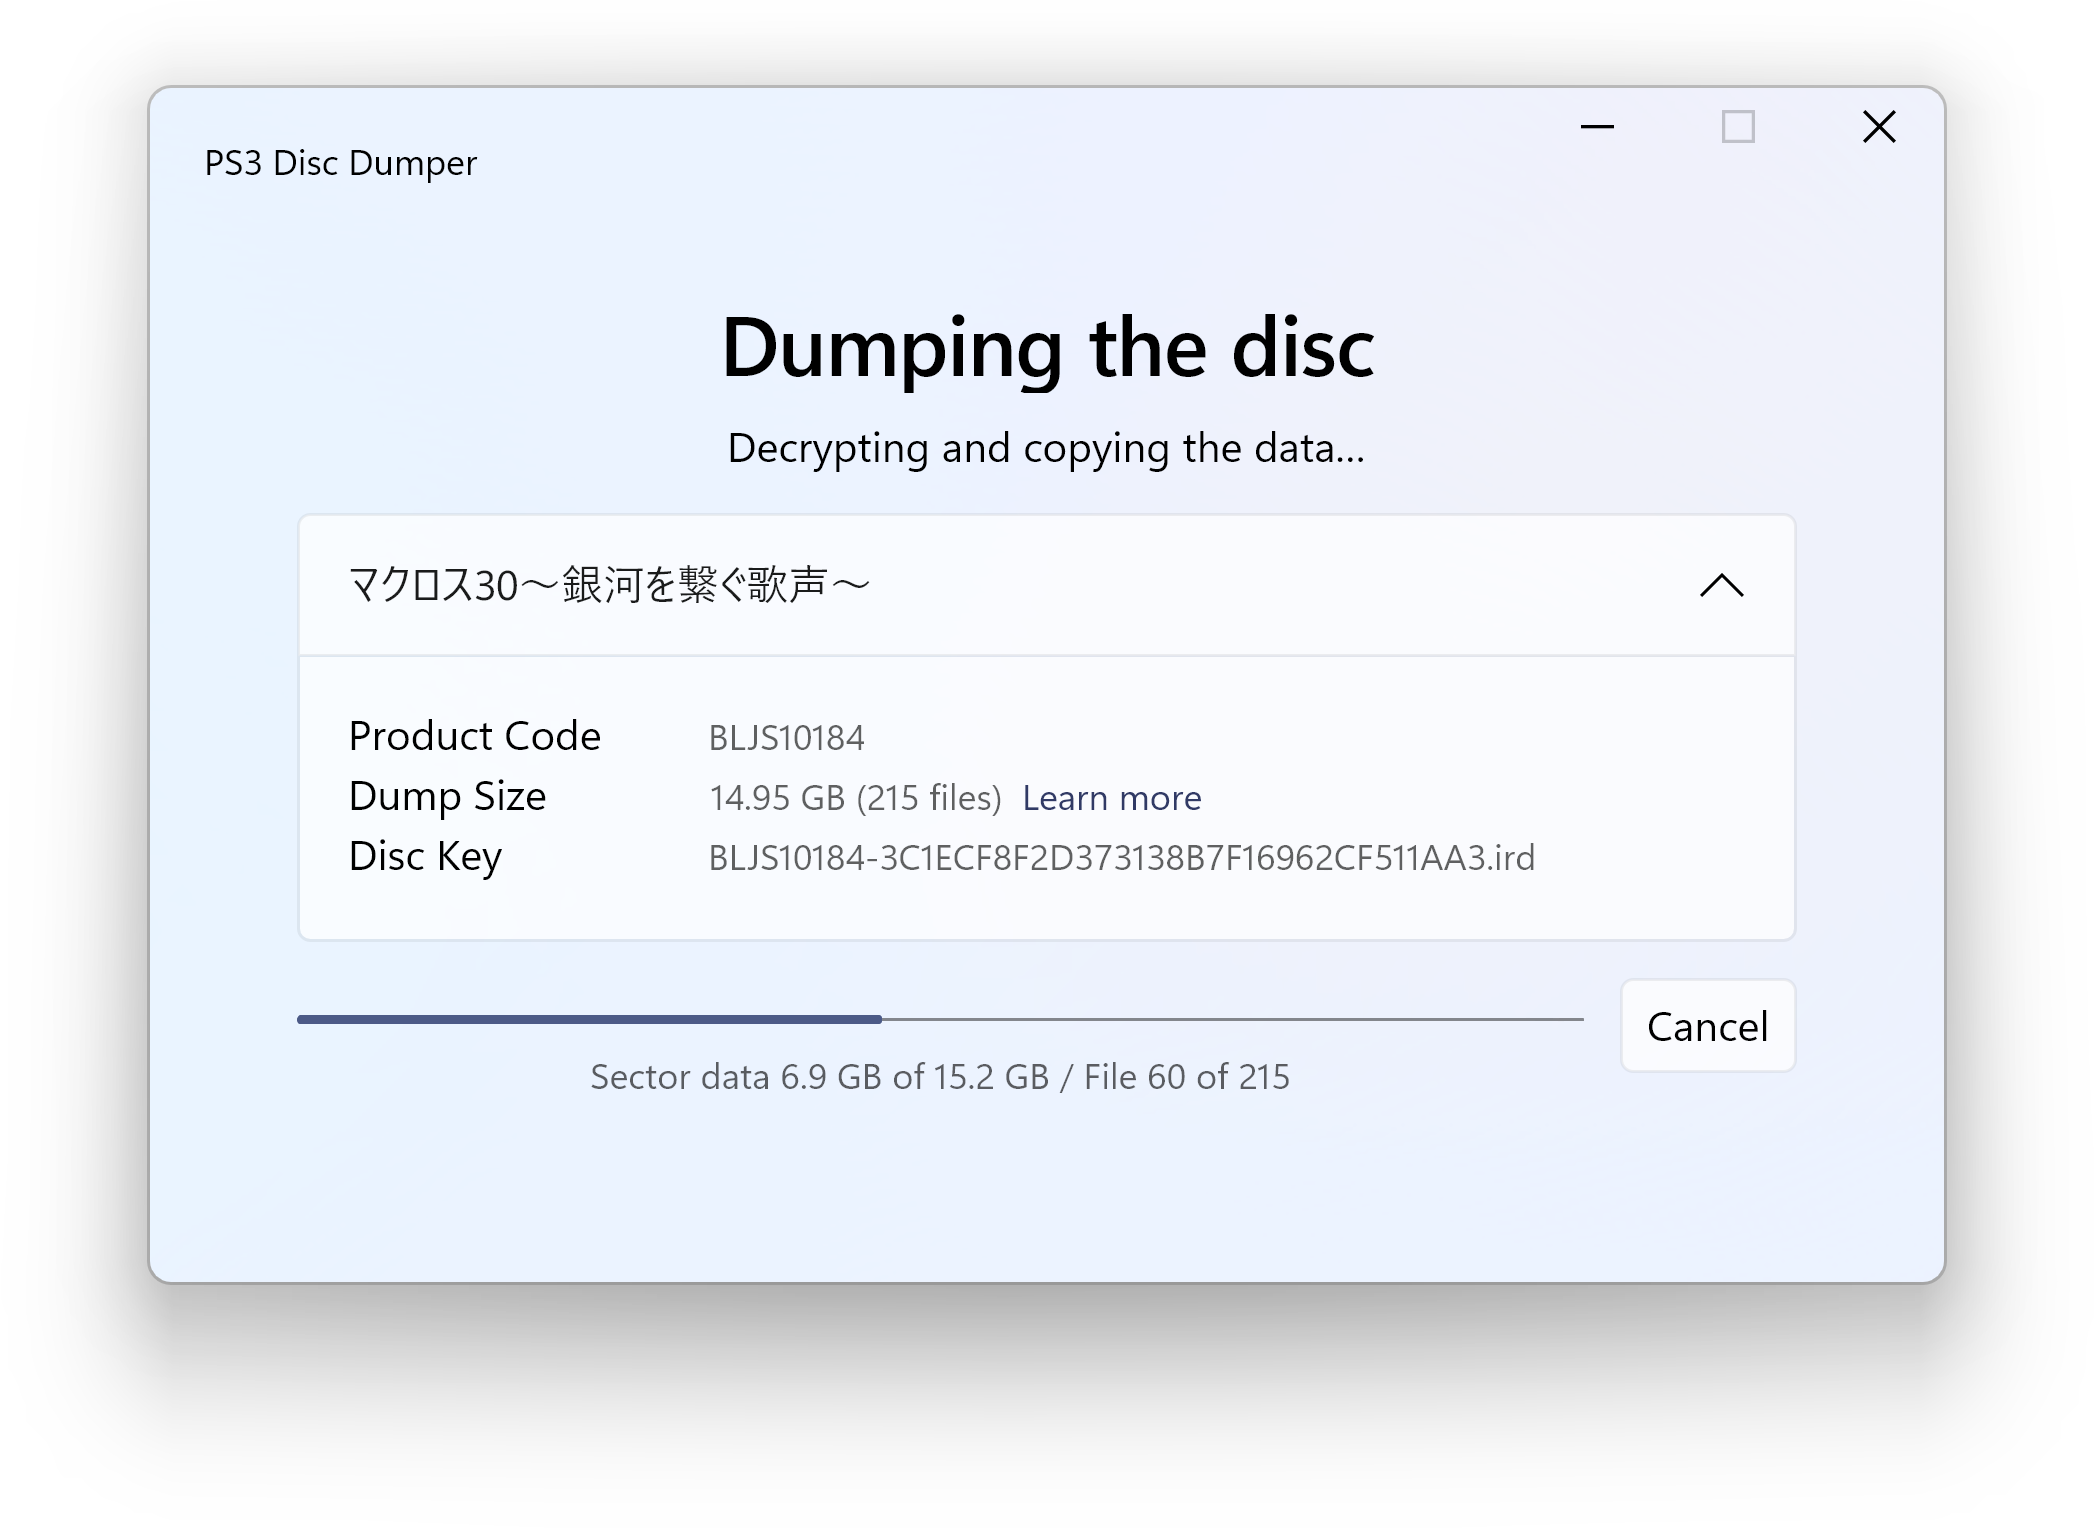 PS3 Disc Dumper
Dumping the disc
Decrypting and copying the data...
マクロス30～銀河を繋ぐ歌声～
Product Code BLJS10184
Dump Size 14.95 GB (215 files) Learn more
Disc Key BLJS10184-3C1ECF8F2D373138B7F16962CF511AA3.ird
Cancel
Sector data 6.9 GB of 15.2 GB / File 60 of 215